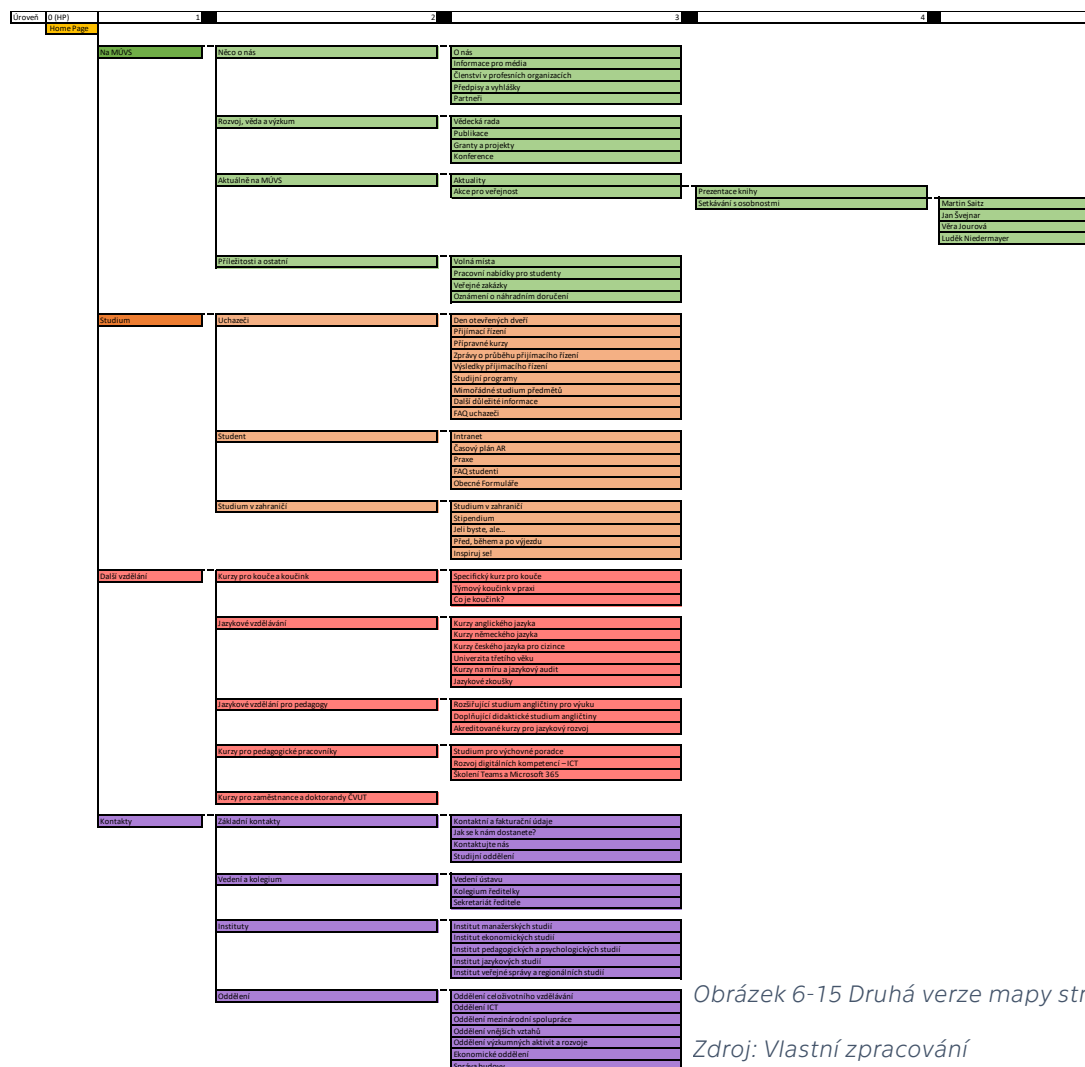 Úroveň 0 (HP) 1 2 3 4
Home Page
Na MÚVS Něco o nás O nás
Informace pro média
Členství v profesních organizacích
Předpisy a vyhlášky
Partneři
Rozvoj, věda a výzkum Vědecká rada
Publikace
Granty a projekty
Konference
Aktuálně na MÚVS Aktuality
Akce pro veřejnost Prezentace knihy
Setkávání s osobnostmi Martin Saitz
Jan Švejnar
Věra Jourová
Luděk Niedermayer
Příležitosti a ostatní Volná místa
Pracovní nabídky pro studenty
Veřejné zakázky
Oznámení o náhradním doručení
Studium Uchazeči Den otevřených dveří
Přijímací řízení
Přípravné kurzy
Zprávy o průběhu přijímacího řízení
Výsledky přijimacího řízení
Studijní programy
Mimořádné studium předmětů
Další důležité informace
FAQ uchazeči
Student Intranet
Časový plán AR
Praxe
FAQ studenti
Obecné Formuláře
Studium v zahraničí Studium v zahraničí
Stipendium
Jeli byste, ale...
Před, během a po výjezdu
Inspiruj se!
Další vzdělání Kurzy pro kouče a koučink Specifický kurz pro kouče
Týmový koučink v praxi
Co je koučink?
Jazykové vzdělávání Kurzy anglického jazyka
Kurzy německého jazyka
Kurzy českého jazyka pro cizince
Univerzita třetího věku
Kurzy na míru a jazykový audit
Jazykové zkoušky
Jazykové vzdělání pro pedagogy Rozšiřující studium angličtiny pro výuku
Doplňující didaktické studium angličtiny
Akreditované kurzy pro jazykový rozvoj
Kurzy pro pedagogické pracovníky Studium pro výchovné poradce
Rozvoj digitálních kompetencí – ICT
Školení Teams a Microsoft 365
Kurzy pro zaměstnance a doktorandy ČVUT
Kontakty Základní kontakty Kontaktní a fakturační údaje
Jak se k nám dostanete?
Kontaktujte nás
Studijní oddělení
Vedení a kolegium Vedení ústavu
Kolegium ředitelky
Sekretariát ředitele
Instituty Institut manažerských studií
Institut ekonomických studií
Institut pedagogických a psychologických studií
Institut jazykových studií
Institut veřejné správy a regionálních studií
Oddělení Oddělení celoživotního vzdělávání
Oddělení ICT
Oddělení mezinárodní spolupráce
Oddělení vnějších vztahů
Oddělení výzkumných aktivit a rozvoje
Ekonomické oddělení
Správa budovy
Obrázek 6-15 Druhá verze mapy str
Zdroj: Vlastní zpracování